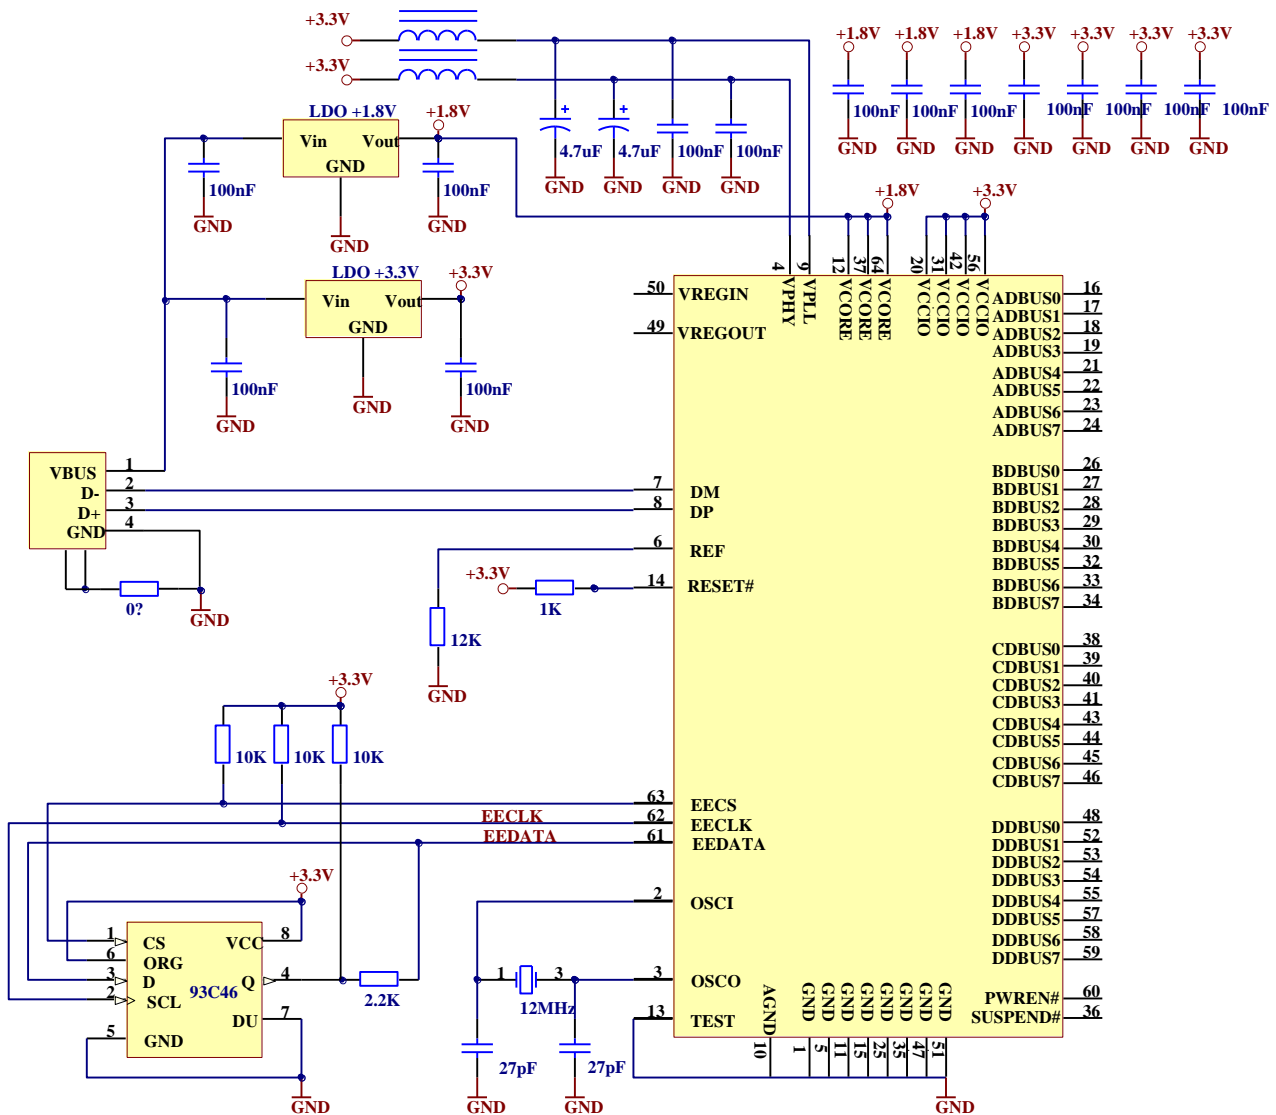 +3.3V
+3.3V
+1.8V +1.8V +1.8V +3.3V +3.3V +3.3V +3.3V
100nF 100nF 100nF 100nF 100nF 100nF 100nF
GND GND GND GND GND GND GND
LDO +1.8V
+1.8V
Vin Vout
GND
100nF
100nF
GND
GND
GND
4.7uF 4.7uF 100nF 100nF
GND GND GND GND
LDO +3.3V
+3.3V
Vin Vout
GND
100nF
100nF
GND
GND
GND
+1.8V
+3.3V
4 9 12 37 64 20 31 42 56
VPHY VPLL VCORE VCORE VCORE VCCIO VCCIO VCCIO VCCIO
50 VREGIN
49 VREGOUT
ADBUS0 16
ADBUS1 17
ADBUS2 18
ADBUS3 19
ADBUS4 21
ADBUS5 22
ADBUS6 23
ADBUS7 24
BDBUS0 26
BDBUS1 27
BDBUS2 28
BDBUS3 29
BDBUS4 30
BDBUS5 32
BDBUS6 33
BDBUS7 34
CDBUS0 38
CDBUS1 39
CDBUS2 40
CDBUS3 41
CDBUS4 43
CDBUS5 44
CDBUS6 45
CDBUS7 46
DDBUS0 48
DDBUS1 52
DDBUS2 53
DDBUS3 54
DDBUS4 55
DDBUS5 57
DDBUS6 58
DDBUS7 59
PWREN# 60
SUSPEND# 36
VBUS 1
D- 2
D+ 3
GND 4
0?
GND
7 DM
8 DP
6 REF
12K
GND
+3.3V
1K
14 RESET#
+3.3V
10K 10K 10K
63 EECS
EECLK 62 EECLK
EEDATA 61 EEDATA
+3.3V
1 CS
6 ORG
3 D
2 SCL
5 GND
93C46
VCC 8
Q 4
DU 7
2.2K
GND
2 OSCI
1 3
12MHz
3 OSCO
13 TEST
27pF 27pF
GND GND
AGND GND GND GND GND GND GND GND GND
10 1 5 11 15 25 35 47 51
GND